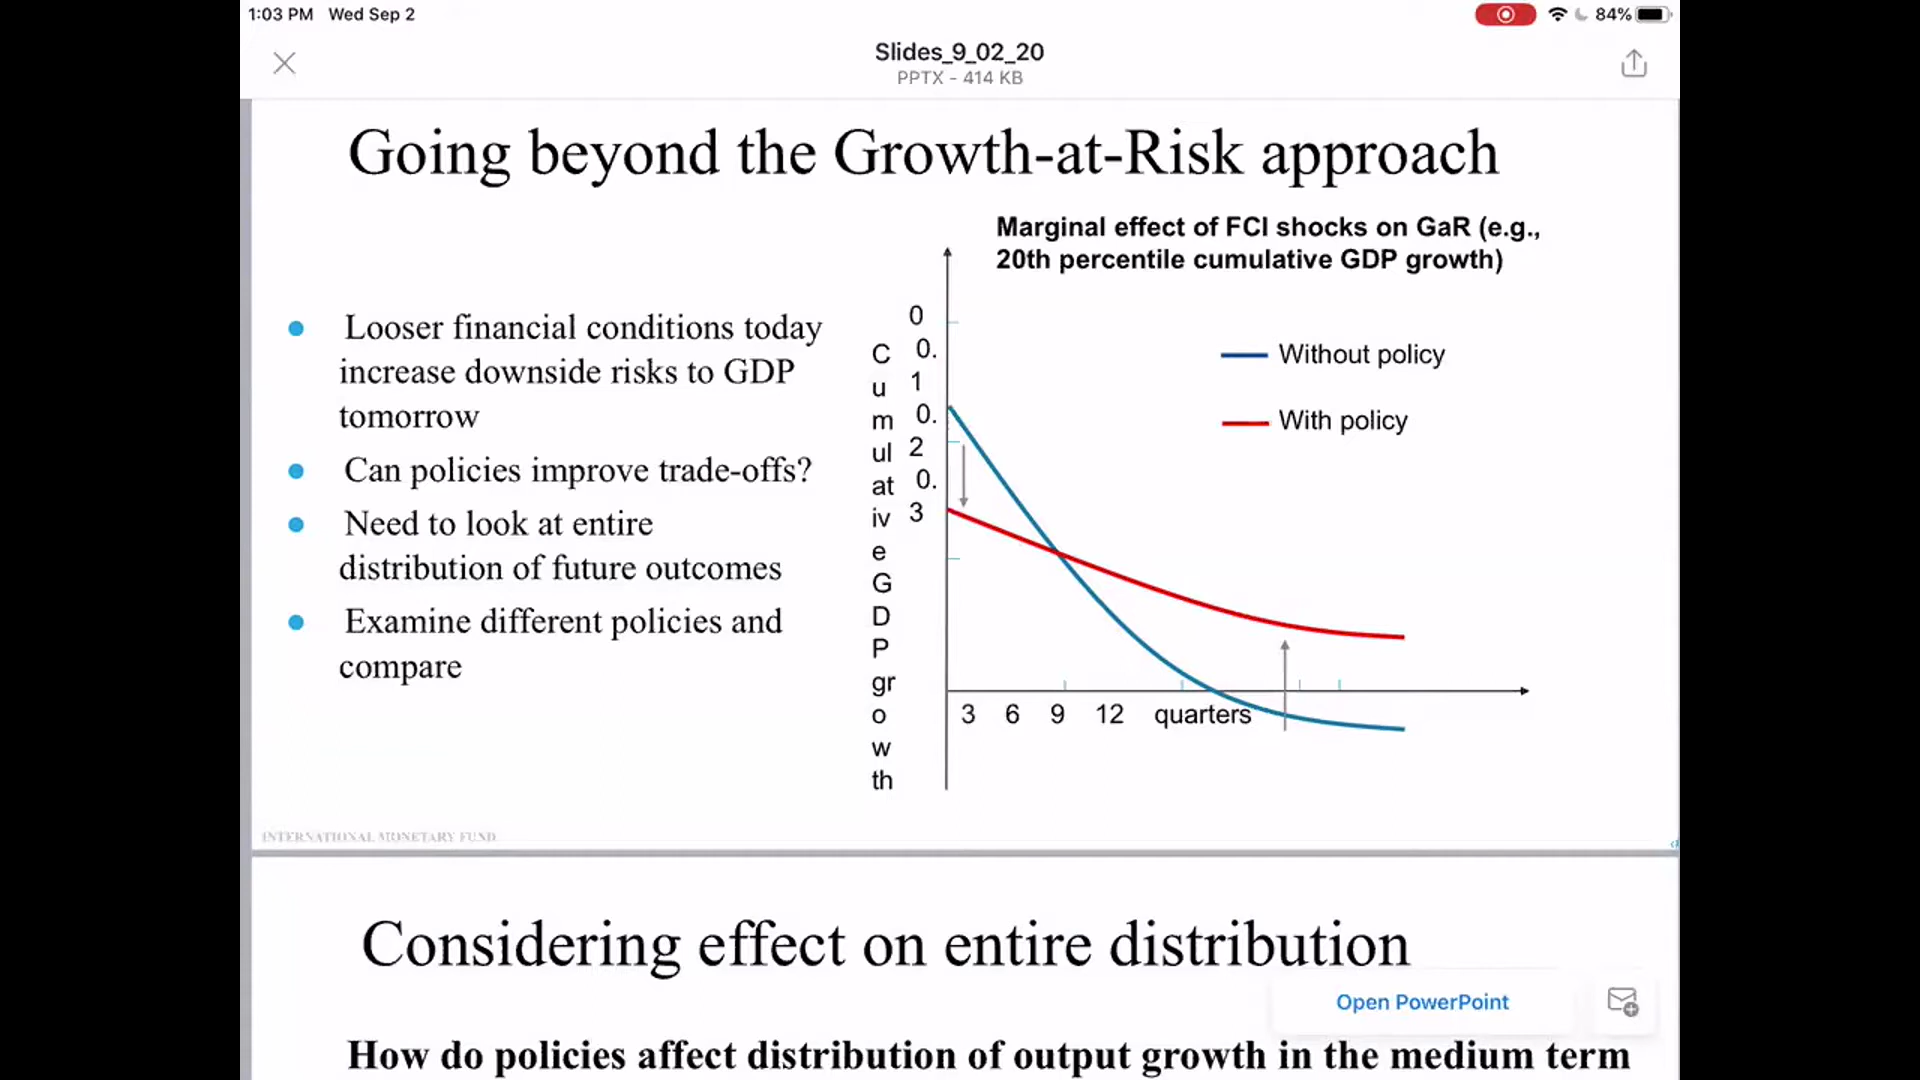 1:03 PM Wed Sep 2
84%
Slides_9_02_20
PPTX - 414 KB
Going beyond the Growth-at-Risk approach
Marginal effect of FCI shocks on GaR (e.g.,
20th percentile cumulative GDP growth)
Looser financial conditions today
increase downside risks to GDP
tomorrow
Can policies improve trade-offs?
Need to look at entire
distribution of future outcomes
Examine different policies and
compare
C
u
m
ul
at
iv
e
G
D
P
gr
o
w
th
0
0.
1
0.
2
0.
3
Without policy
With policy
3 6 9 12 quarters
INTERNATIONAL MONETARY FUND
Considering effect on entire distribution
Open PowerPoint
How do policies affect distribution of output growth in the medium term